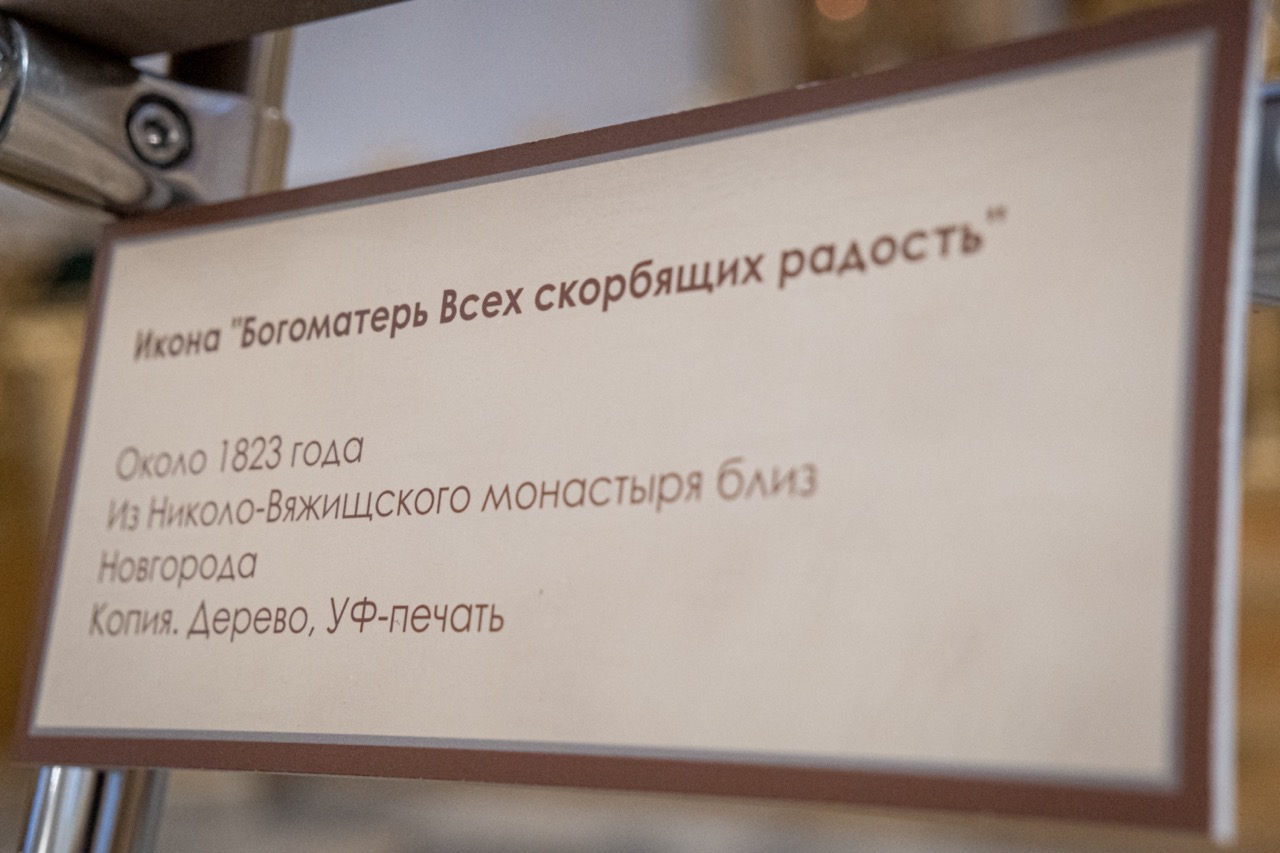 Икона "Богоматерь Всех скорбящих радость"
Около 1823 года
Из Николо-Вяжищского монастыря близ
Новгорода
Копия. Дерево, УФ-печать